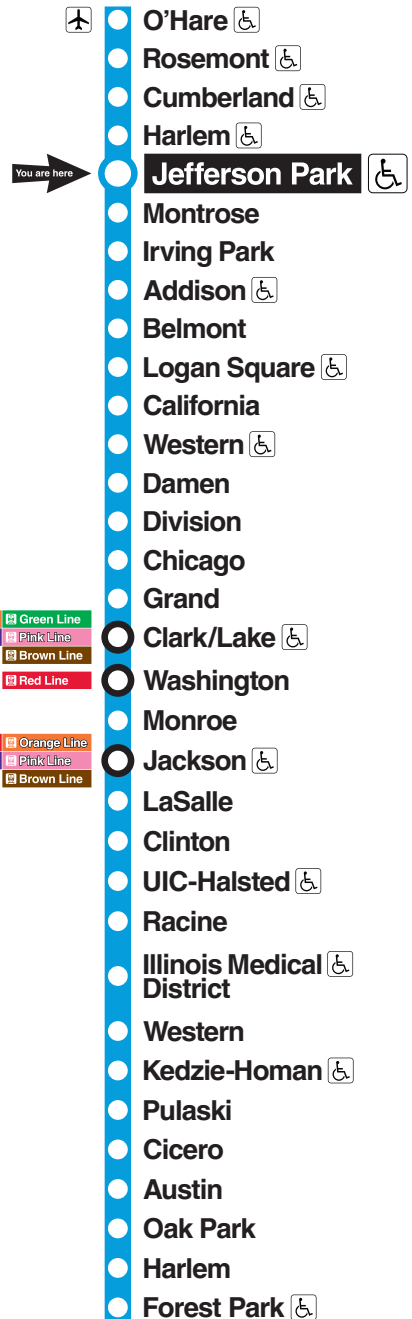 O'Hare
Rosemont
Cumberland
Harlem
You are here
Jefferson Park
Montrose
Irving Park
Addison
Belmont
Logan Square
California
Western
Damen
Division
Chicago
Grand
Green Line
Pink Line
Brown Line
Clark/Lake
Red Line
Washington
Monroe
Orange Line
Pink Line
Brown Line
Jackson
LaSalle
Clinton
UIC-Halsted
Racine
Illinois Medical
District
Western
Kedzie-Homan
Pulaski
Cicero
Austin
Oak Park
Harlem
Forest Park